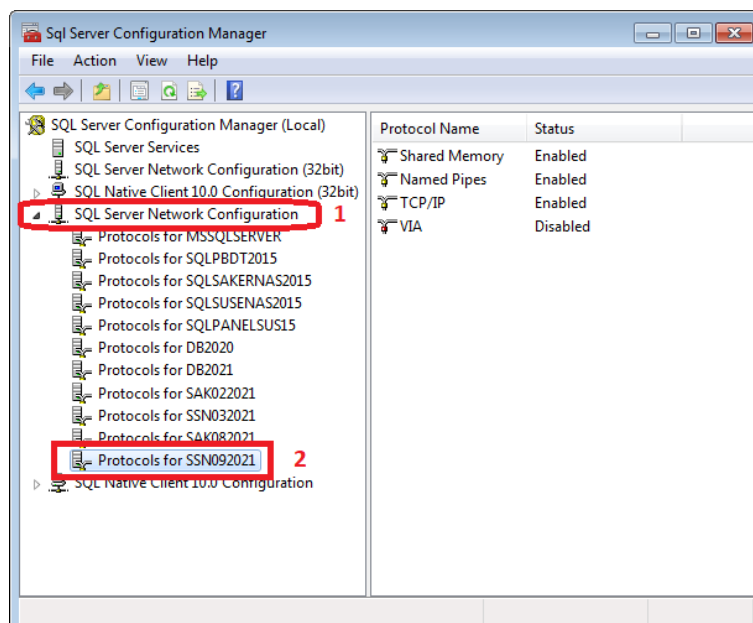 Sql Server Configuration Manager
File Action View Help
SQL Server Configuration Manager (Local)
SQL Server Services
SQL Server Network Configuration (32bit)
SQL Native Client 10.0 Configuration (32bit)
SQL Server Network Configuration 1
Protocols for MSSQLSERVER
Protocols for SQLPBDT2015
Protocols for SQLSAKERNAS2015
Protocols for SQLSUSENAS2015
Protocols for SQLPANELSUS15
Protocols for DB2020
Protocols for DB2021
Protocols for SAK022021
Protocols for SSN032021
Protocols for SAK082021
Protocols for SSN092021 2
SQL Native Client 10.0 Configuration
Protocol Name Status
Shared Memory Enabled
Named Pipes Enabled
TCP/IP Enabled
VIA Disabled